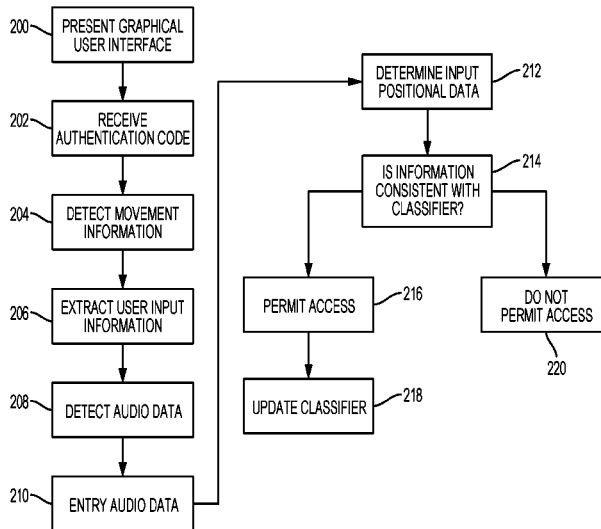 200
PRESENT GRAPHICAL
USER INTERFACE
202
RECEIVE
AUTHENTICATION CODE
204
DETECT MOVEMENT
INFORMATION
206
EXTRACT USER INPUT
INFORMATION
208
DETECT AUDIO DATA
210
ENTRY AUDIO DATA
DETERMINE INPUT
POSITIONAL DATA
212
IS INFORMATION
CONSISTENT WITH
CLASSIFIER?
214
PERMIT ACCESS
216
UPDATE CLASSIFIER
218
DO NOT
PERMIT ACCESS
220